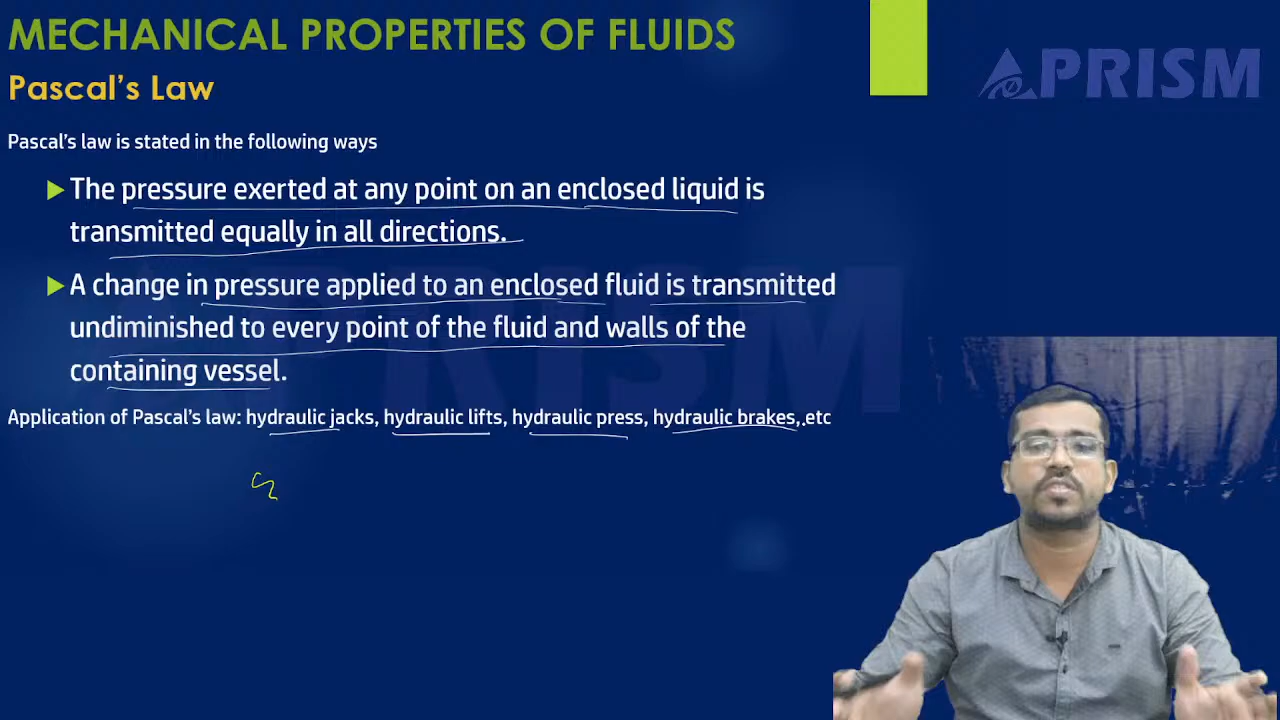 MECHANICAL PROPERTIES OF FLUIDS
PRISM
Pascal's Law
Pascal's law is stated in the following ways
The pressure exerted at any point on an enclosed liquid is
transmitted equally in all directions.
A change in pressure applied to an enclosed fluid is transmitted
undiminished to every point of the fluid and walls of the
containing vessel.
Application of Pascal's law: hydraulic jacks, hydraulic lifts, hydraulic press, hydraulic brakes, etc